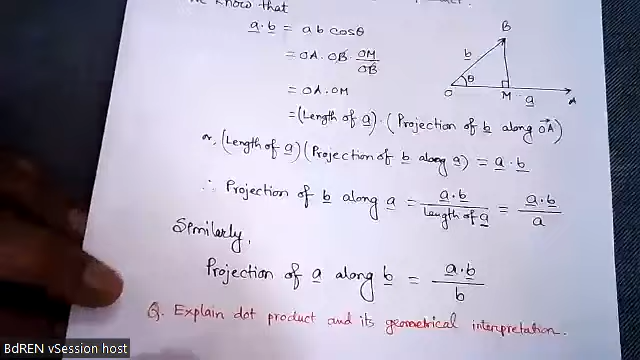 We know that
a·b = ab cosθ
= OA. OB. OM/OB
= OA. OM
= (Length of a). (Projection of b along OA)
or, (Length of a)(Projection of b along a) = a·b
∴ Projection of b along a = a·b/Length of a = a·b/a
Similarly,
Projection of a along b = a·b/b
Q. Explain dot product and its geometrical interpretation.
B
b
θ
O
M
a
A
BdREN vSession host